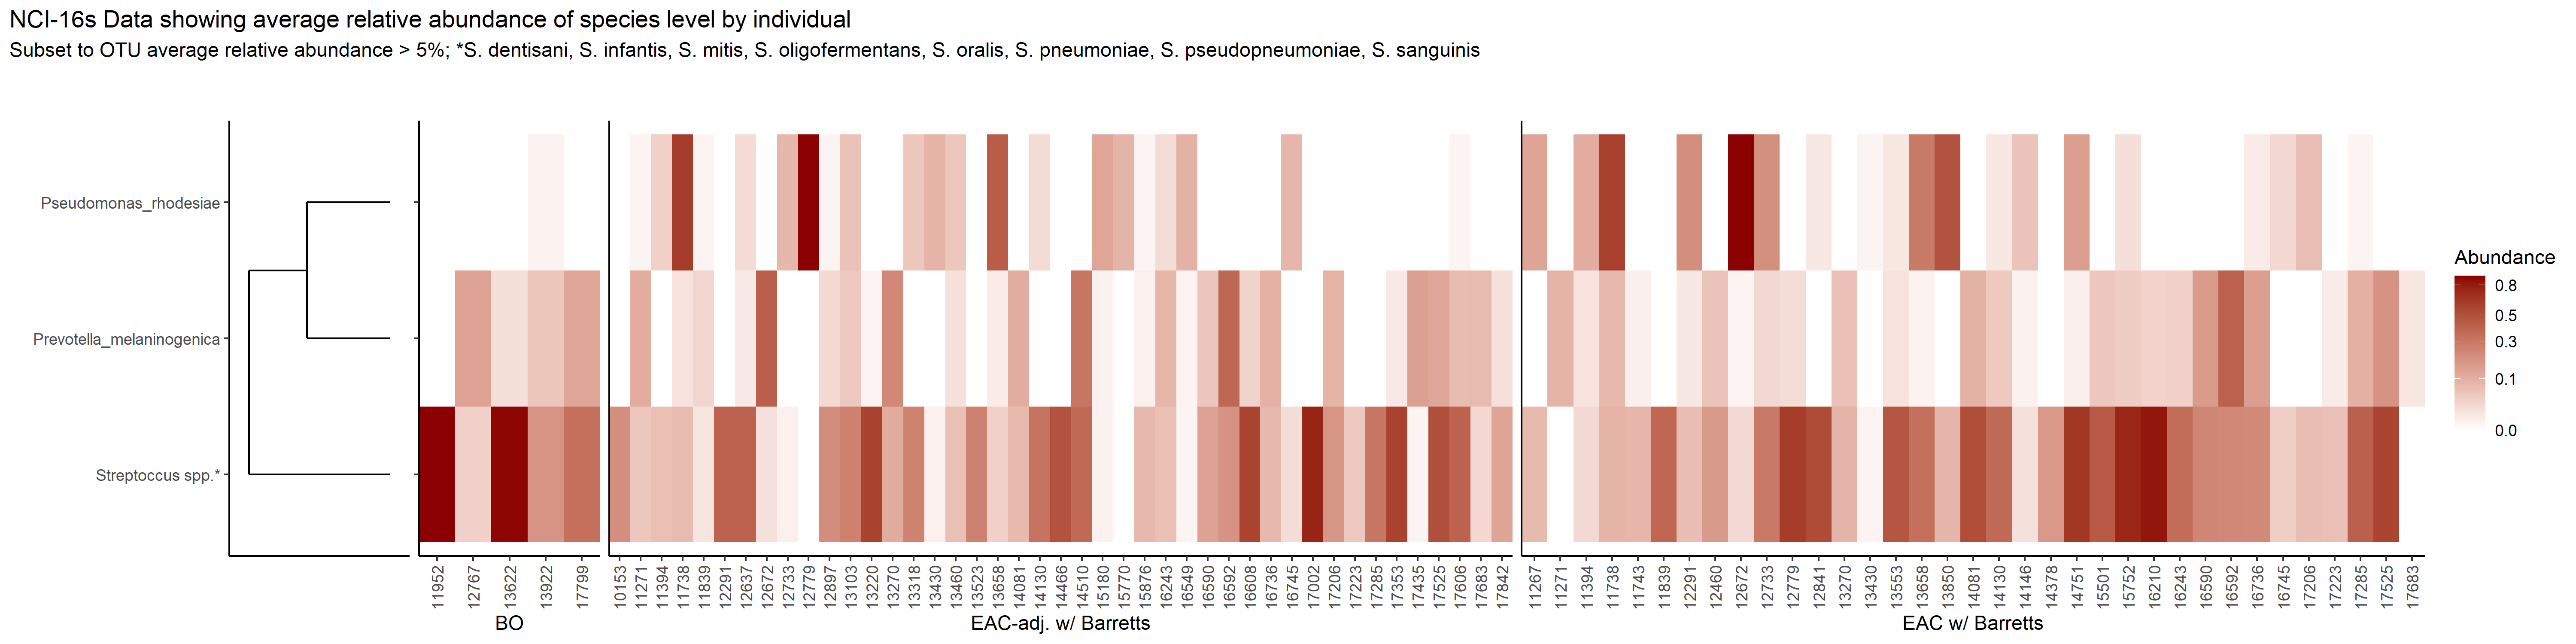 NCI-16s Data showing average relative abundance of species level by individual
Subset to OTU average relative abundance > 5%; *S. dentisani, S. infantis, S. mitis, S. oligofermentans, S. oralis, S. pneumoniae, S. pseudopneumoniae, S. sanguinis
Pseudomonas_rhodesiae
Prevotella_melaninogenica
Streptoccus spp.*
11952 12767 13622 13922 17799
BO
10153 11271 11394 11738 11839 12291 12637 12672 12733 12779 12897 13103 13220 13270 13318 13430 13460 13523 13658 14081 14130 14466 14510 15180 15770 15876 16243 16549 16590 16592 16608 16736 16745 17002 17206 17223 17285 17353 17435 17525 17606 17683 17842
EAC-adj. w/ Barretts
11267 11271 11394 11738 11743 11839 12291 12460 12672 12733 12779 12841 13270 13430 13553 13658 13850 14081 14130 14146 14378 14751 15501 15752 16210 16243 16590 16592 16736 16745 17206 17223 17285 17525 17683
EAC w/ Barretts
Abundance
0.8
0.5
0.3
0.1
0.0